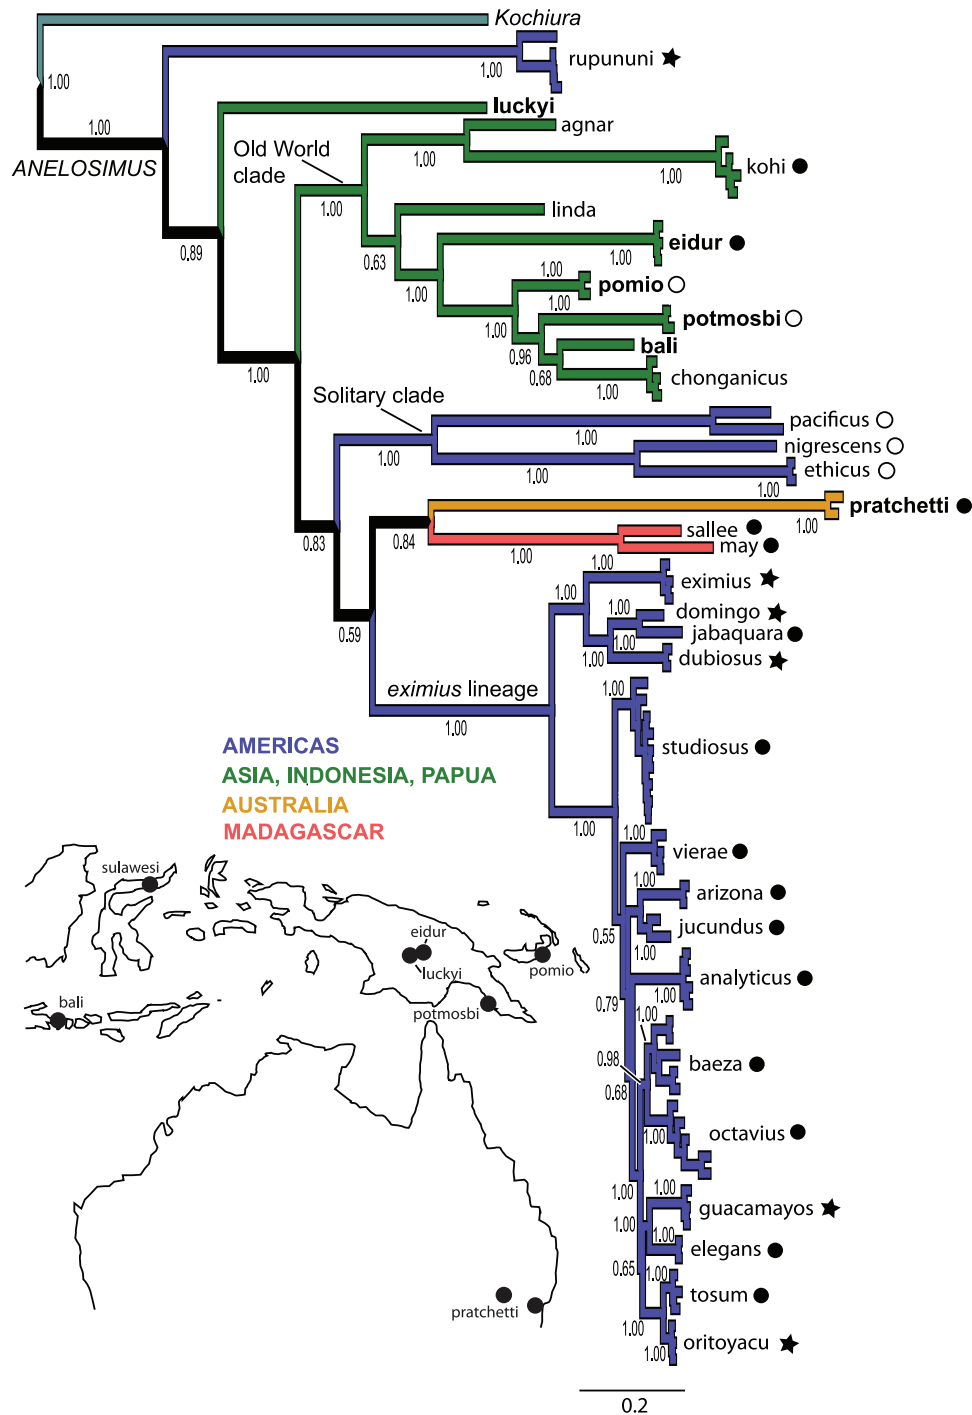 Kochiura
rupununi
1.00
1.00
1.00
ANELOSIMUS
luckyi
agnar
Old World
clade
1.00
kohi
1.00
1.00
linda
0.89
0.63
eidur
1.00
1.00
1.00
pomio
1.00
1.00
potmosbi
0.96
bali
1.00
0.68
chonganicus
1.00
Solitary clade
pacificus
1.00
nigrescens
1.00
ethicus
1.00
1.00
pratchetti
1.00
0.83
0.84
sallee
1.00
may
1.00
eximius
1.00
domingo
1.00
jabaquara
1.00
0.59
1.00
dubiosus
eximius lineage
1.00
1.00
studiosus
AMERICAS
ASIA, INDONESIA, PAPUA
AUSTRALIA
MADAGASCAR
1.00
1.00
vierae
1.00
arizona
jucundus
0.55
1.00
analyticus
1.00
0.79
1.00
0.98
baeza
0.68
1.00
octavius
1.00
1.00
guacamayos
1.00
1.00
elegans
0.65
1.00
tosum
1.00
oritoyacu
1.00
0.2
sulawesi
eidur
luckyi
pomio
bali
potmosbi
pratchetti